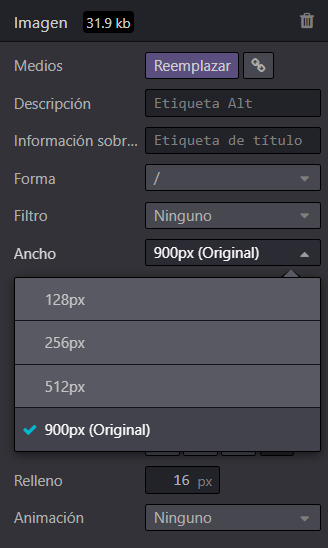 Imagen 31.9 kb
Medios Reemplazar
Descripción Etiqueta Alt
Información sobr... Etiqueta de título
Forma /
Filtro Ninguno
Ancho 900px (Original)
128px
256px
512px
900px (Original)
Relleno 16 px
Animación Ninguno